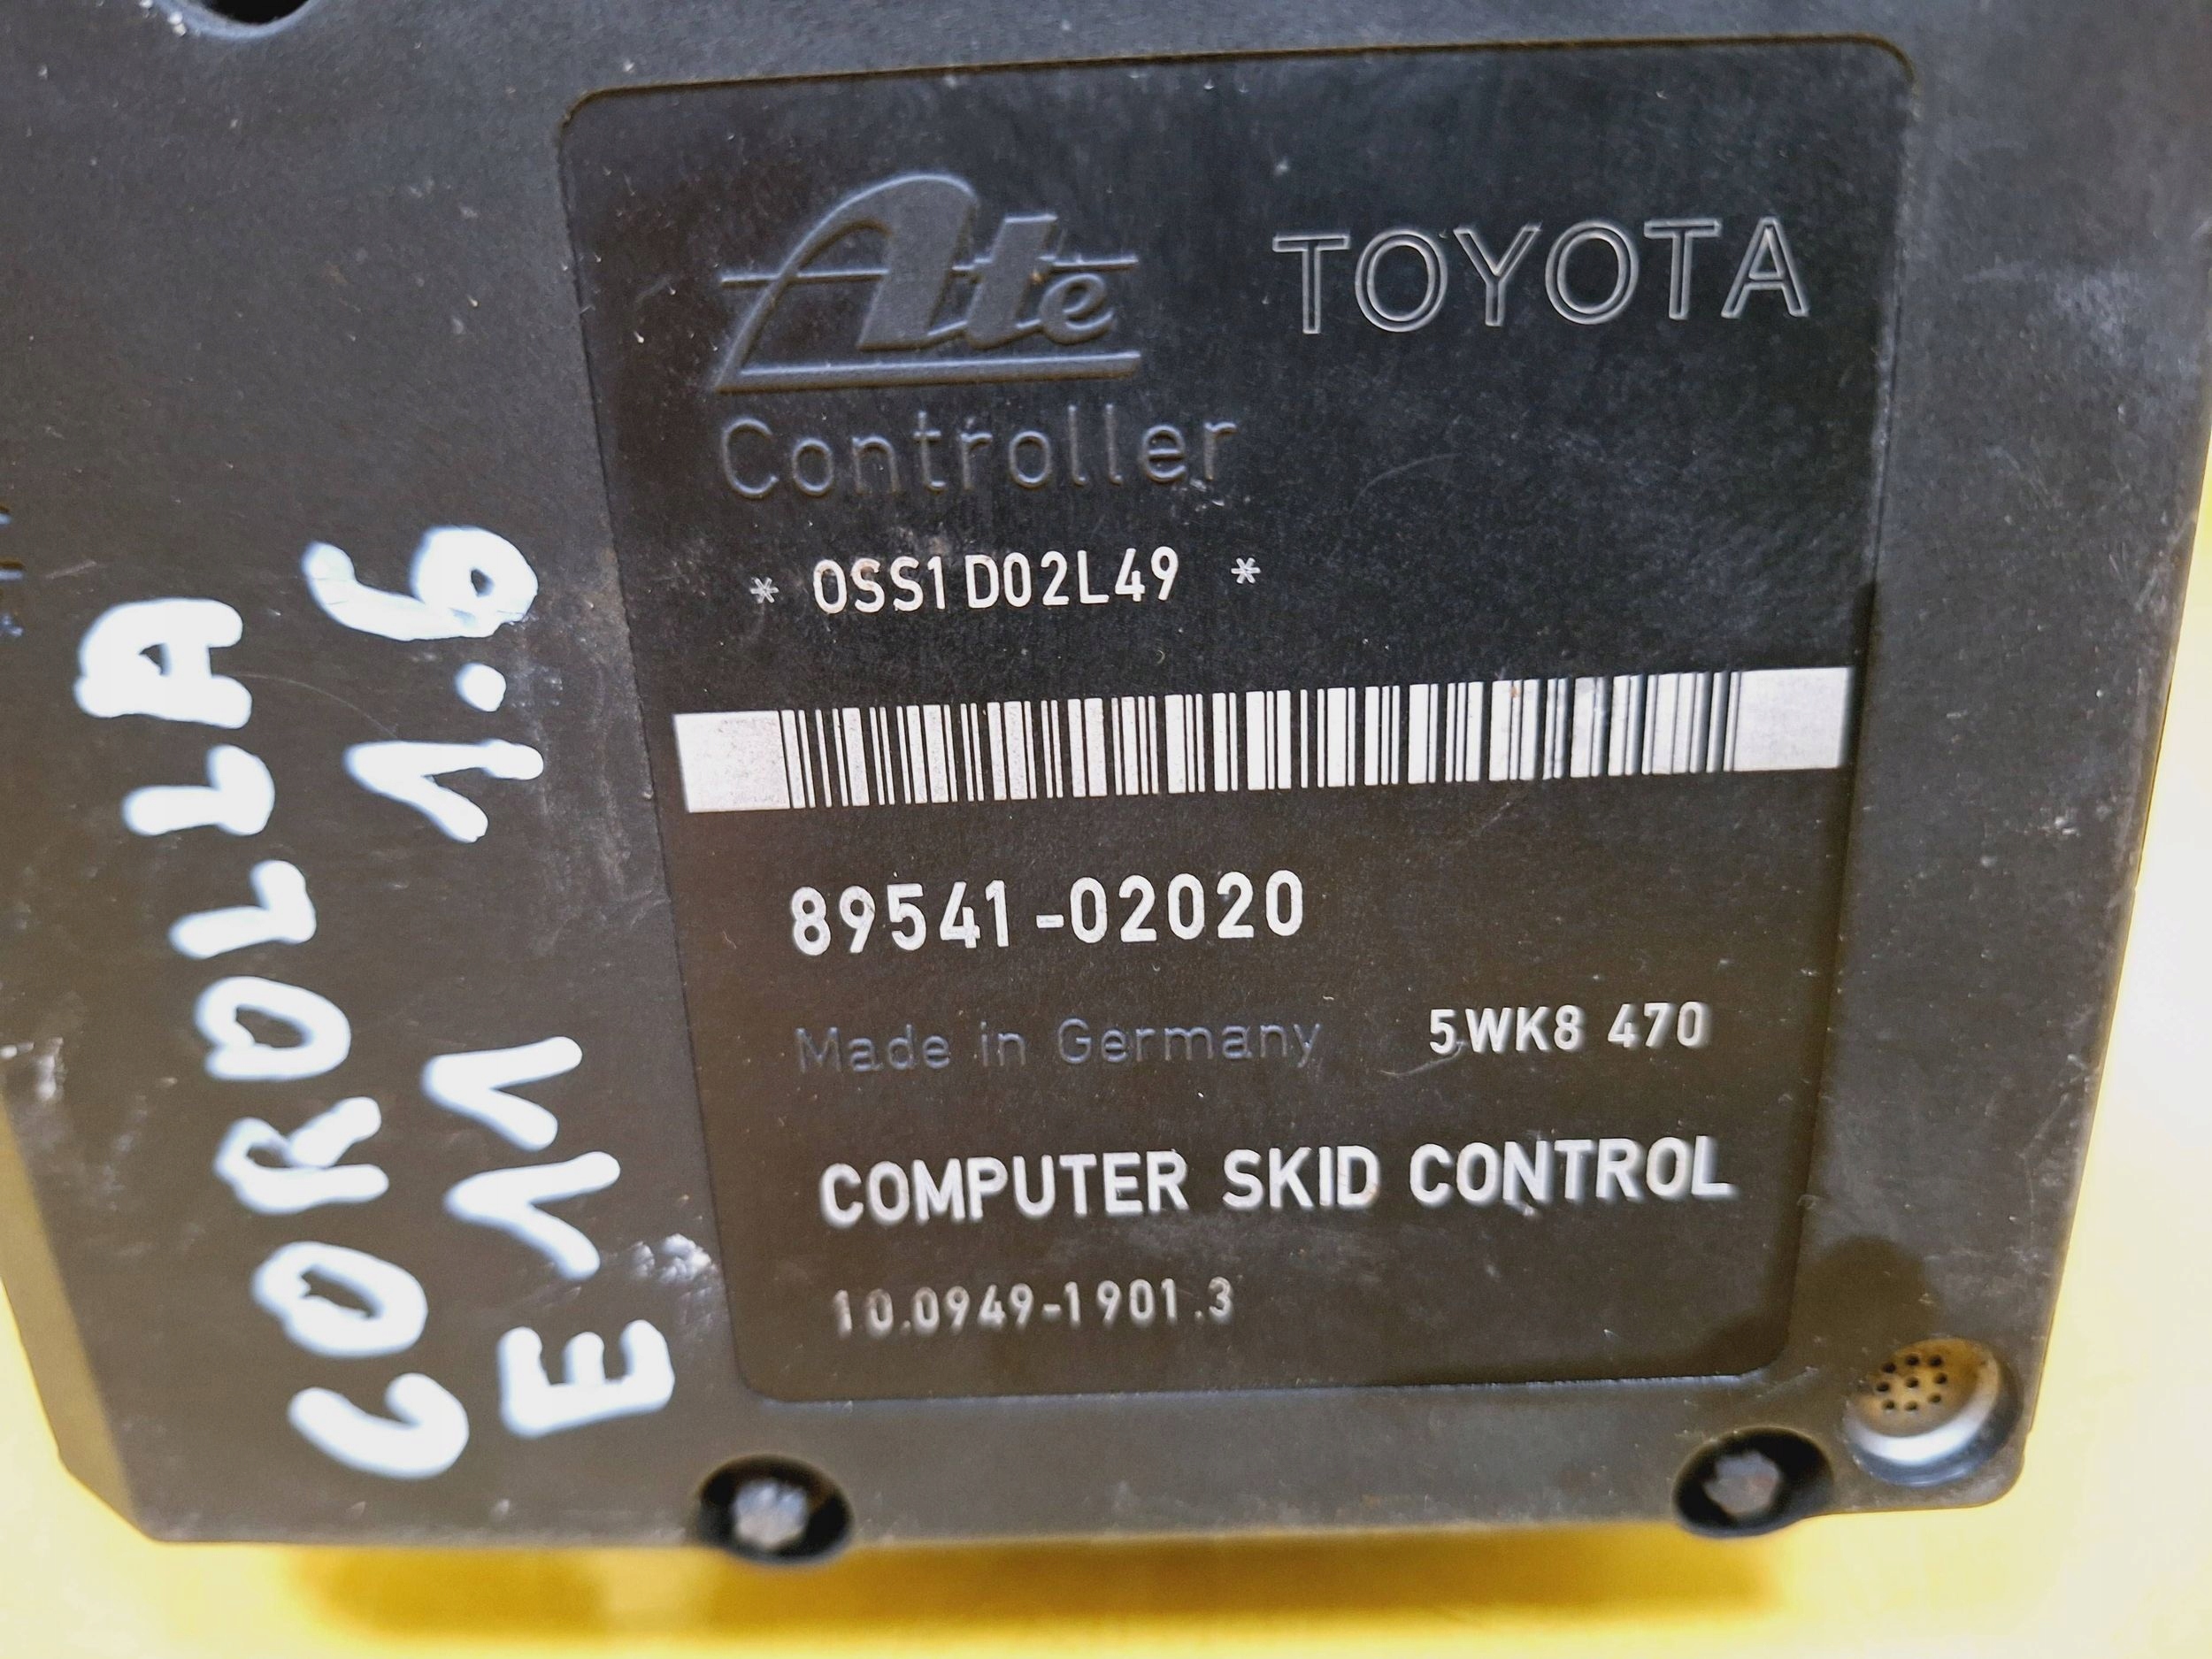 Ate
TOYOTA
Controller
* 0SS1D02L49 *
89541-02020
Made in Germany
5WK8 470
COMPUTER SKID CONTROL
10.0949-1901.3
COROLLA
E11 1.6